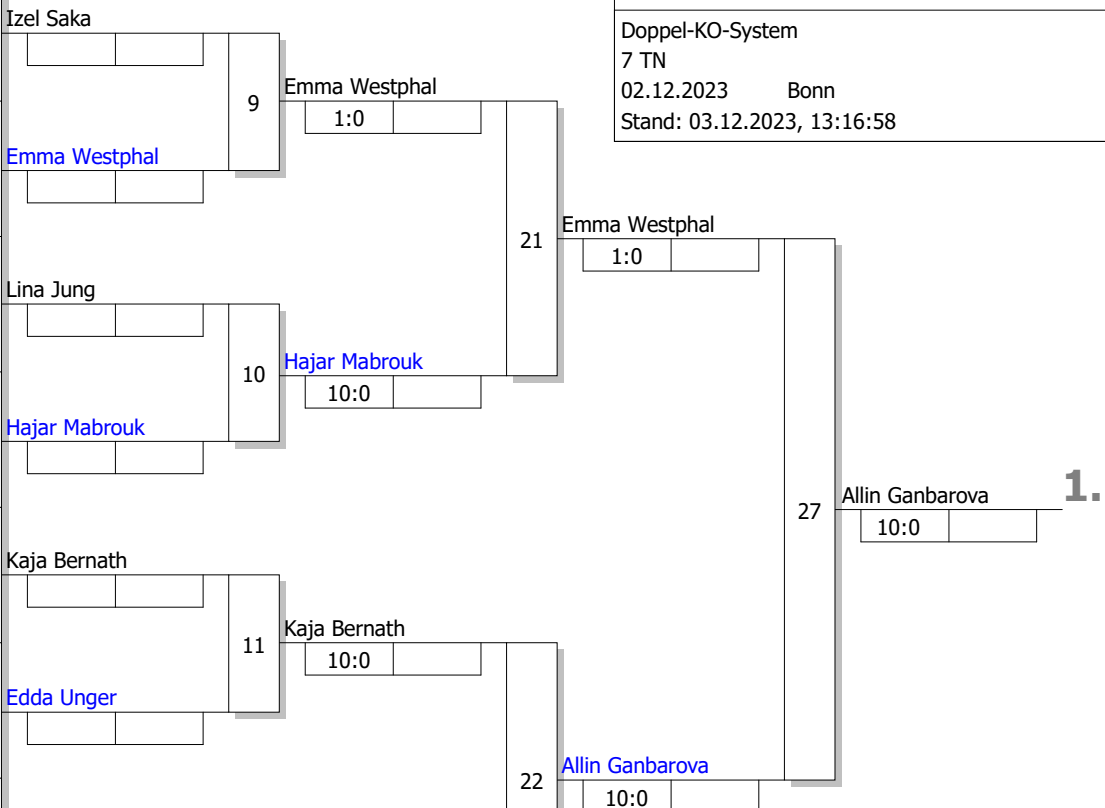 Izel Saka
Doppel-KO-System
7 TN
02.12.2023 Bonn
Stand: 03.12.2023, 13:16:58
9
Emma Westphal
1:0
Emma Westphal
21
Emma Westphal
1:0
Lina Jung
10
Hajar Mabrouk
10:0
Hajar Mabrouk
27
Allin Ganbarova
1.
10:0
Kaja Bernath
11
Kaja Bernath
10:0
Edda Unger
22
Allin Ganbarova
10:0